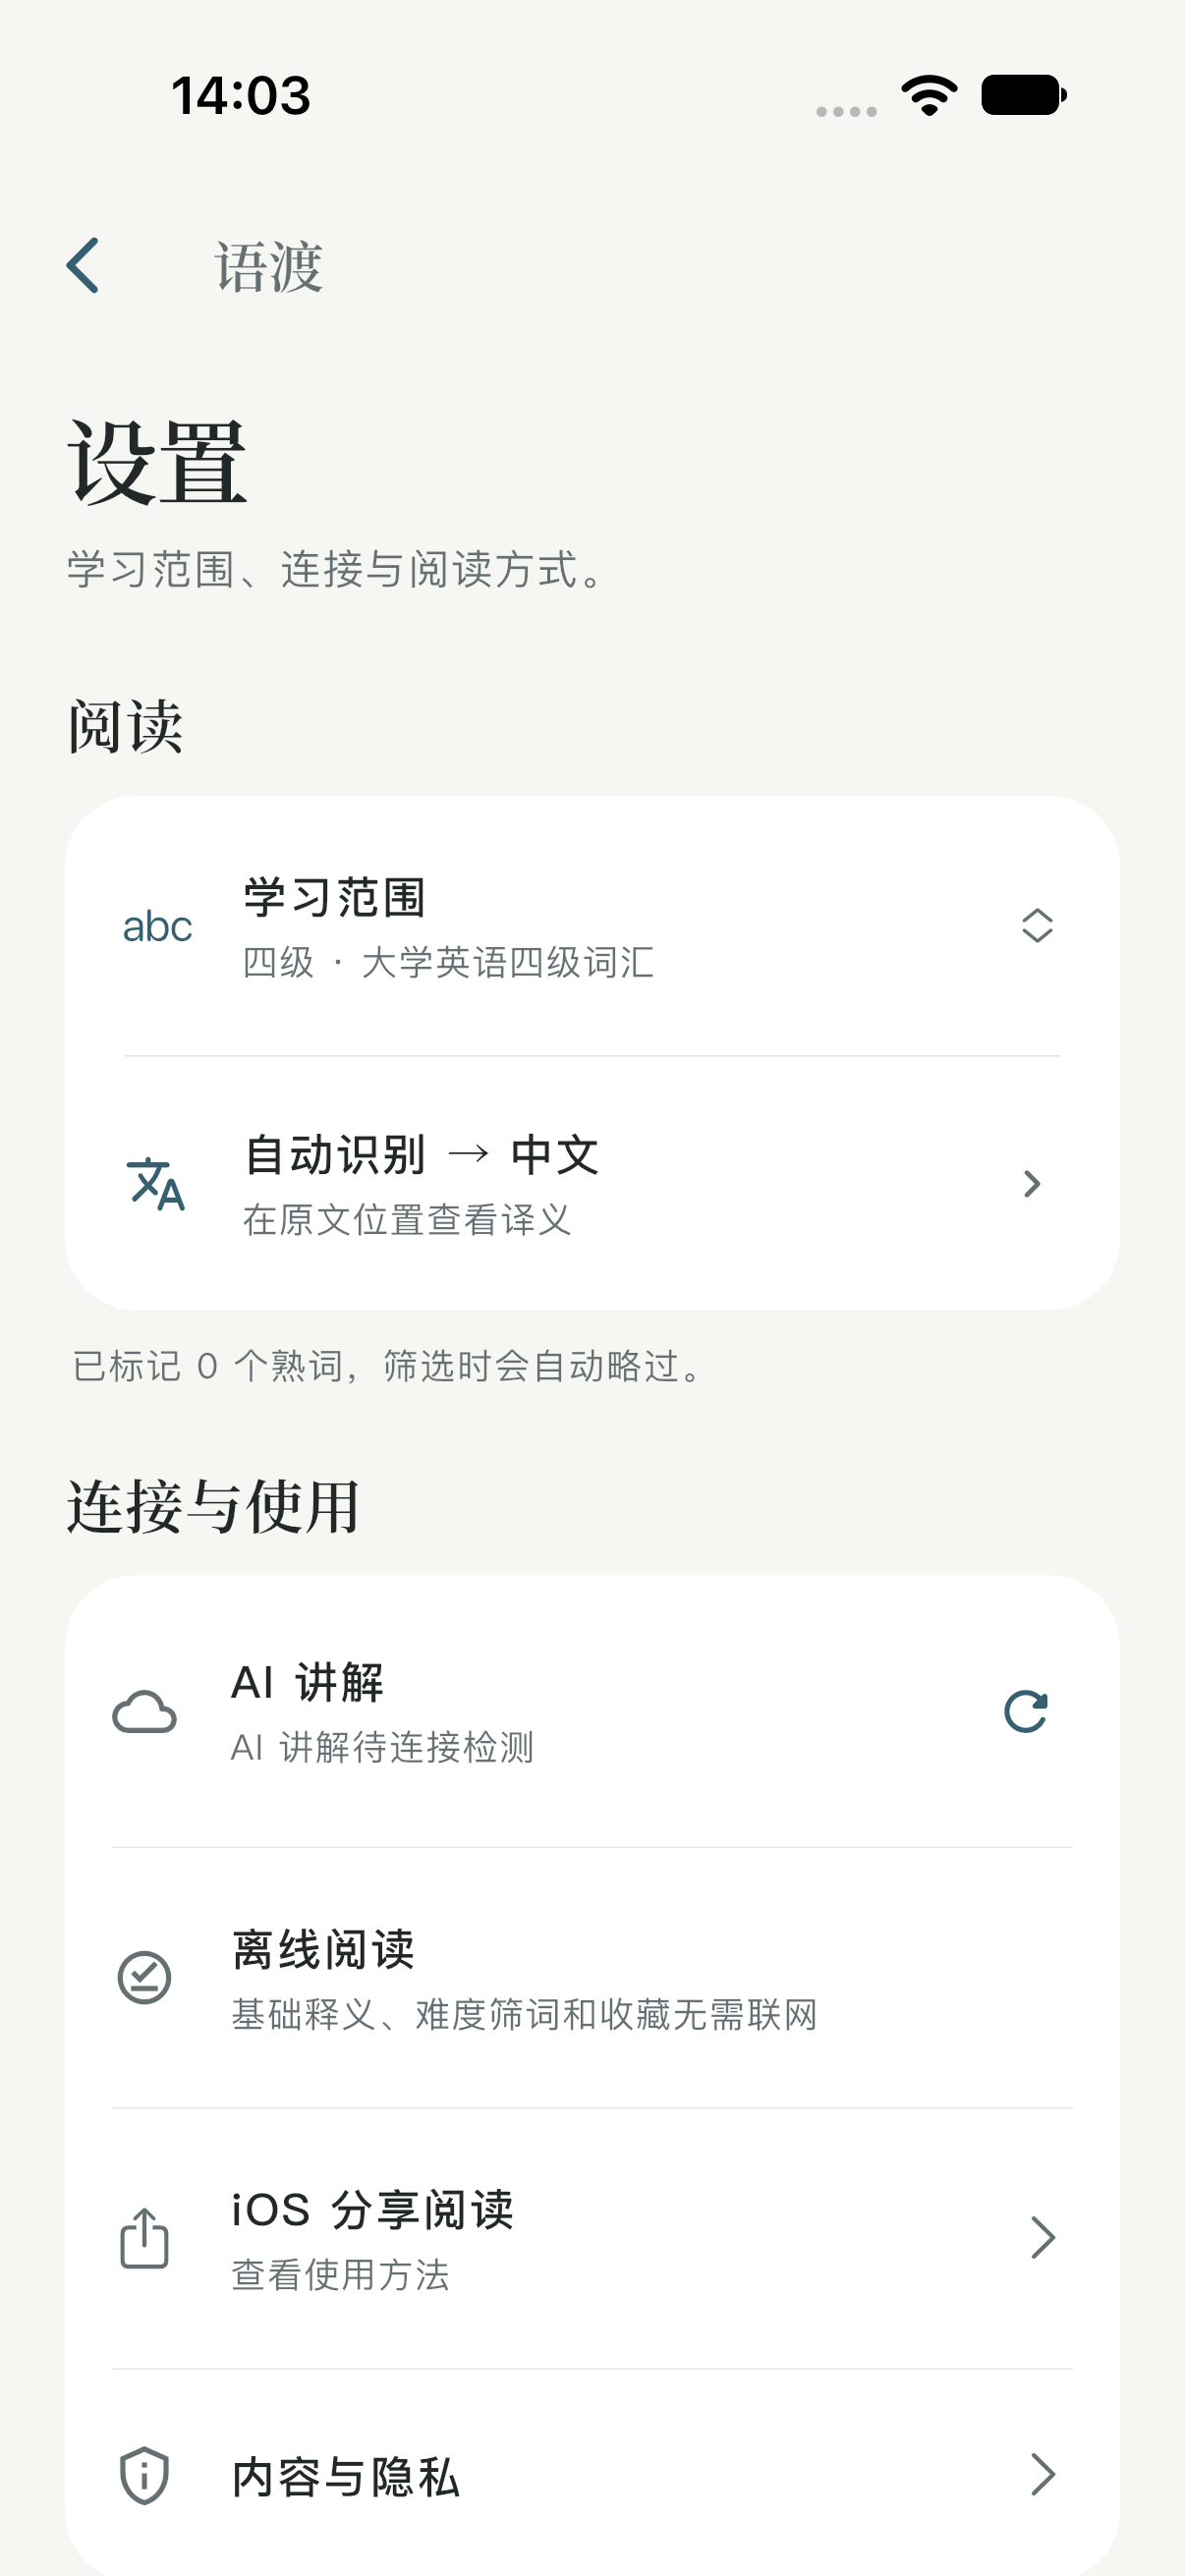 14:03
语渡
设置
学习范围、连接与阅读方式。
阅读
abc
学习范围
四级 · 大学英语四级词汇
自动识别 → 中文
在原文位置查看译义
已标记 0 个熟词，筛选时会自动略过。
连接与使用
AI 讲解
AI 讲解待连接检测
离线阅读
基础释义、难度筛词和收藏无需联网
iOS 分享阅读
查看使用方法
内容与隐私